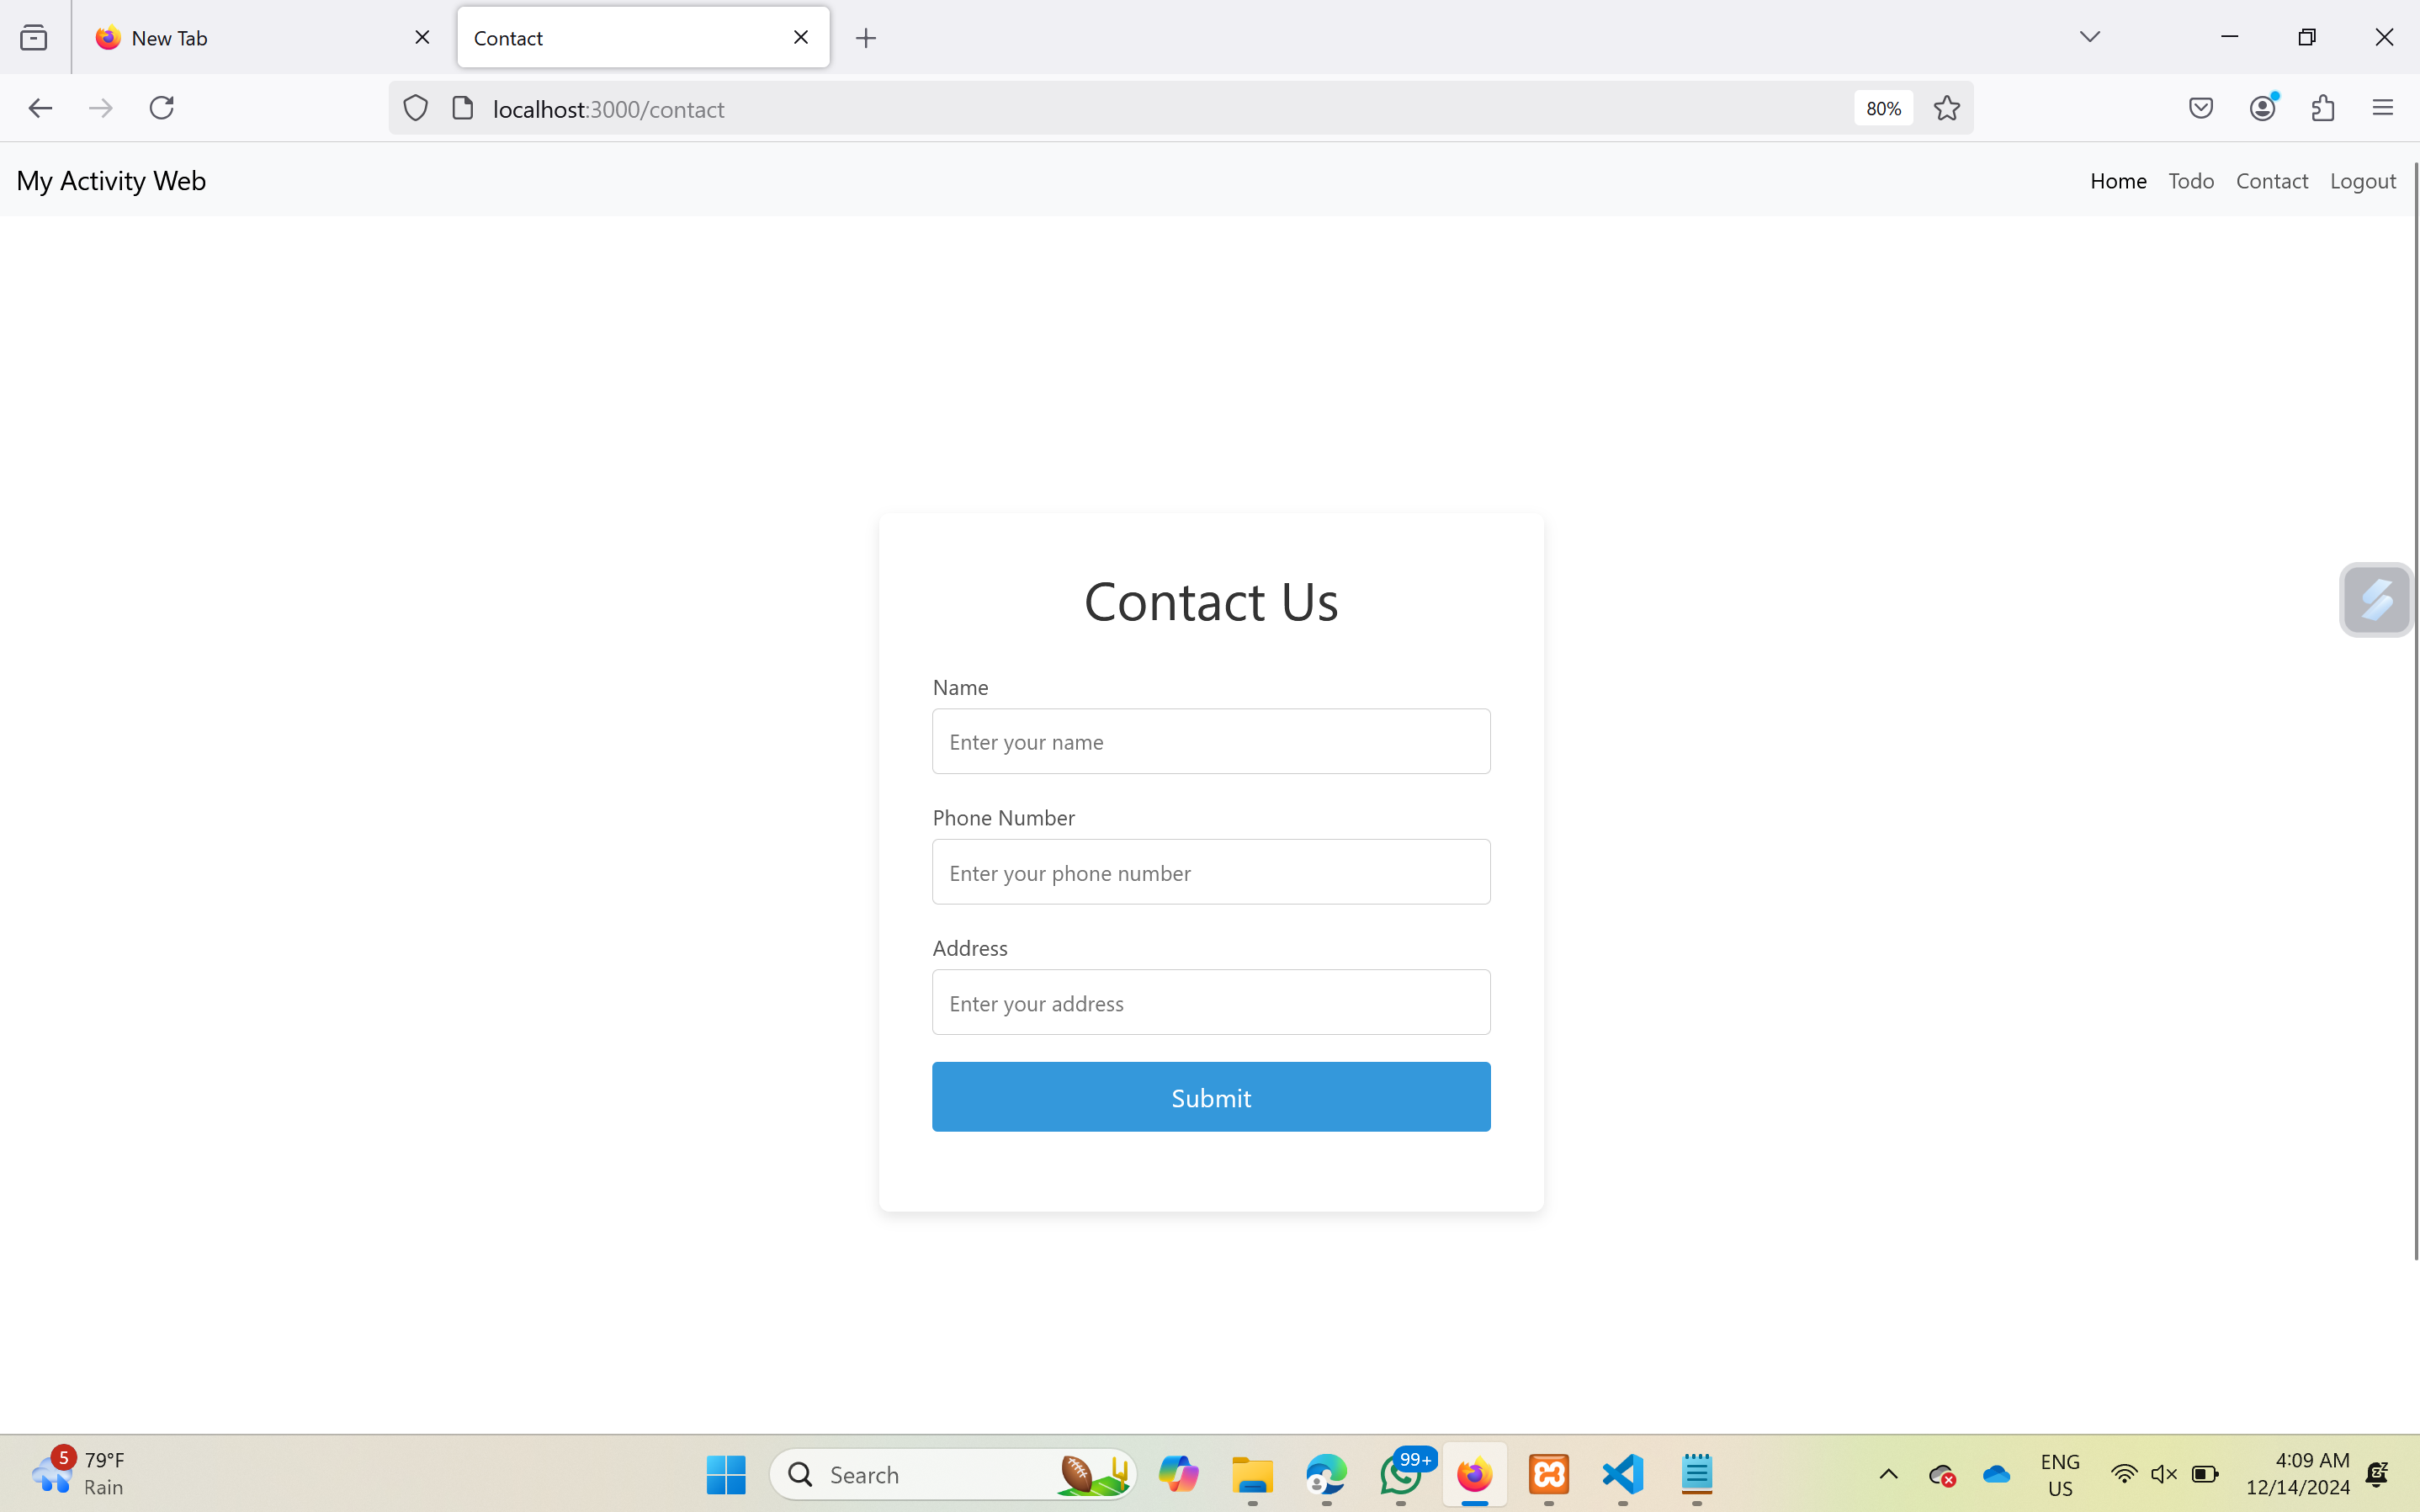 New Tab
Contact
localhost:3000/contact
80%
My Activity Web
Home Todo Contact Logout
Contact Us
Name
Enter your name
Phone Number
Enter your phone number
Address
Enter your address
Submit
5
79°F
Rain
Search
99+
ENG
US
4:09 AM
12/14/2024